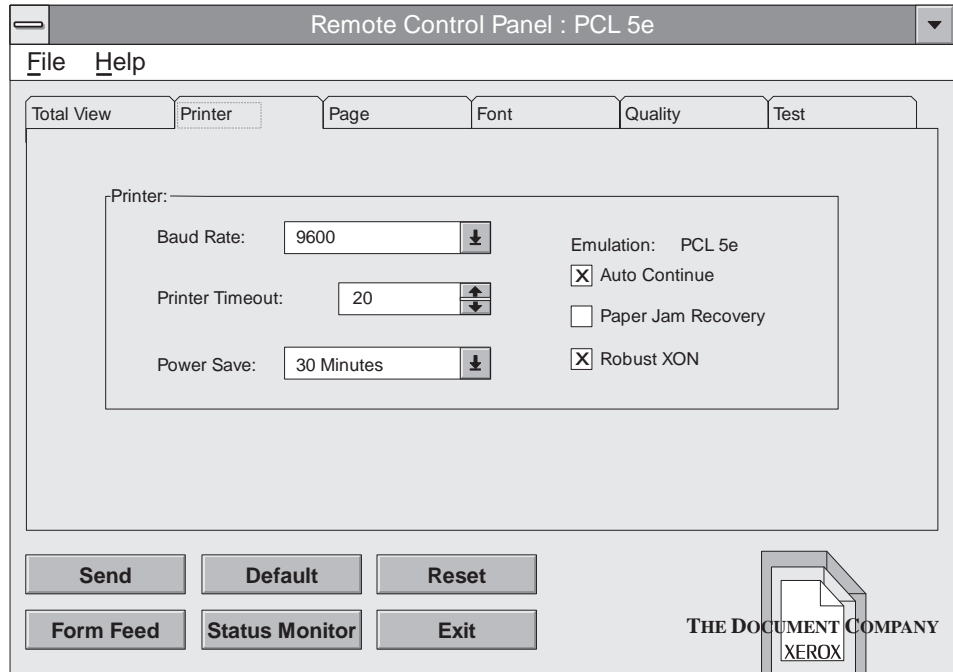 Remote Control Panel : PCL 5e
File Help
Total View Printer Page Font Quality Test
Printer:
Baud Rate: 9600
Emulation: PCL 5e
X Auto Continue
Printer Timeout: 20
Paper Jam Recovery
Power Save: 30 Minutes
X Robust XON
Send Default Reset
Form Feed Status Monitor Exit
THE DOCUMENT COMPANY
XEROX